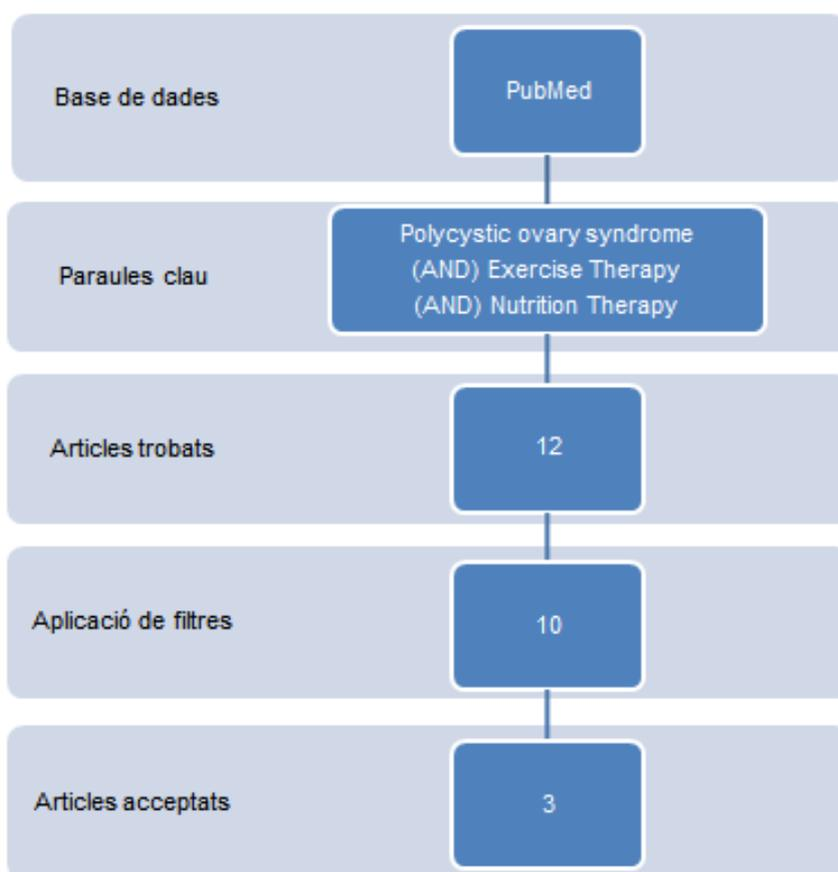 Base de dades
PubMed
Paraules clau
Polycystic ovary syndrome
(AND) Exercise Therapy
(AND) Nutrition Therapy
Articles trobats
12
Aplicació de filtres
10
Articles acceptats
3